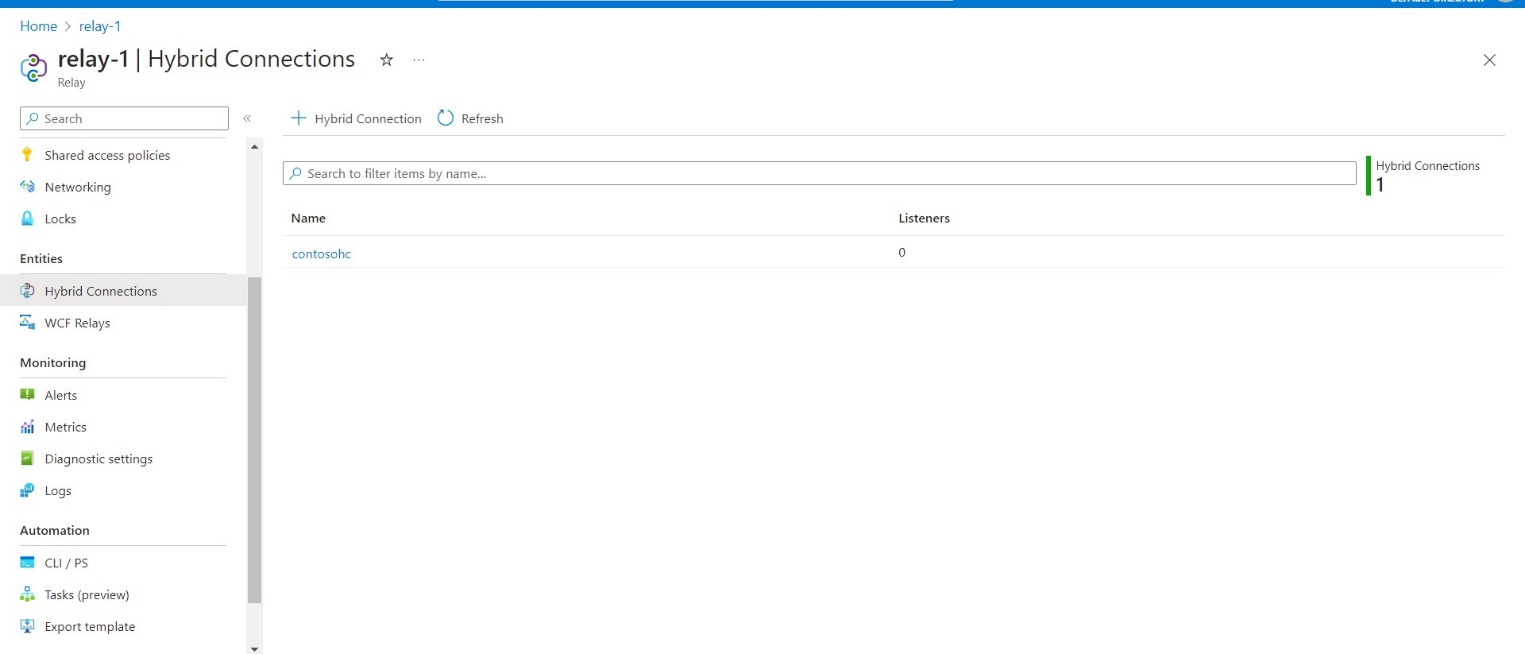 DEFAULT DIRECTORY
Home > relay-1
relay-1 | Hybrid Connections
Relay
Search
Shared access policies
Networking
Locks
Entities
Hybrid Connections
WCF Relays
Monitoring
Alerts
Metrics
Diagnostic settings
Logs
Automation
CLI / PS
Tasks (preview)
Export template
Hybrid Connection Refresh
Search to filter items by name...
Hybrid Connections
1
Name Listeners
contosohc 0